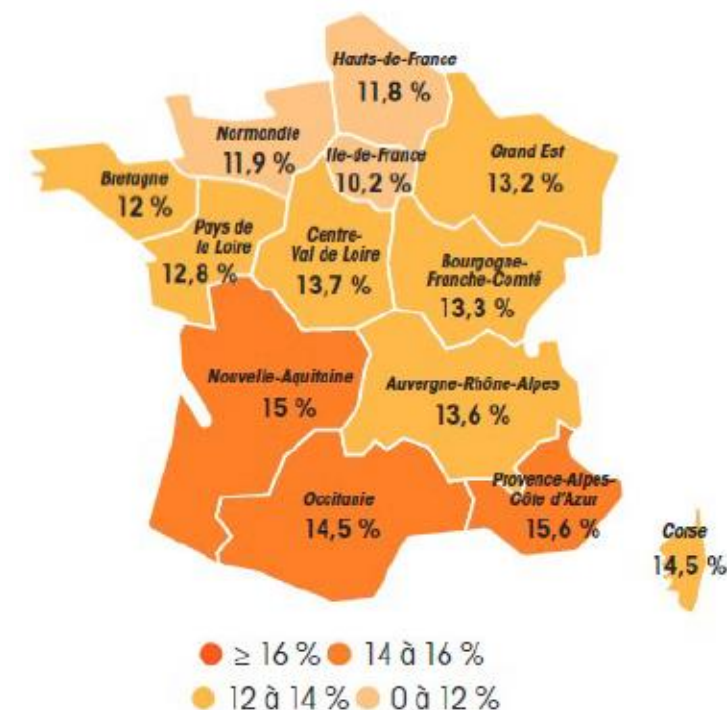 Hauts-de-France
11,8 %
Normandie
11,9 %
Ile-de-France
10,2 %
Grand Est
13,2 %
Bretagne
12 %
Pays de
la Loire
12,8 %
Centre-
Val de Loire
13,7 %
Bourgogne-
Franche-Comté
13,3 %
Nouvelle-Aquitaine
15 %
Auvergne-Rhône-Alpes
13,6 %
Occitanie
14,5 %
Provence-Alpes-
Côte d'Azur
15,6 %
Corse
14,5 %
≥ 16 % 14 à 16 %
12 à 14 % 0 à 12 %